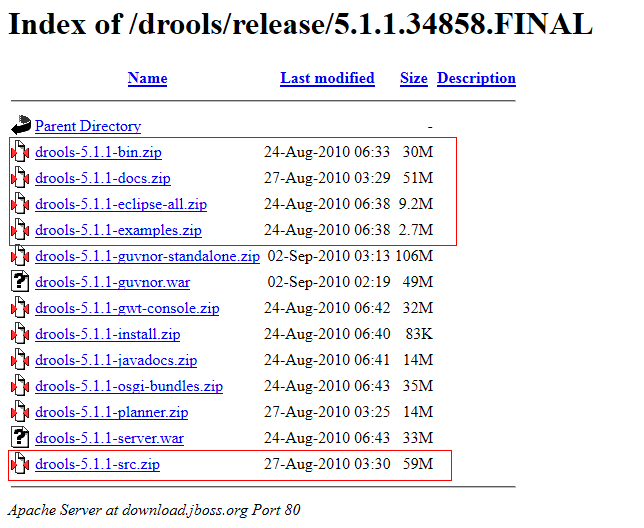 Index of /drools/release/5.1.1.34858.FINAL
Name Last modified Size Description
Parent Directory -
drools-5.1.1-bin.zip 24-Aug-2010 06:33 30M
drools-5.1.1-docs.zip 27-Aug-2010 03:29 51M
drools-5.1.1-eclipse-all.zip 24-Aug-2010 06:38 9.2M
drools-5.1.1-examples.zip 24-Aug-2010 06:38 2.7M
drools-5.1.1-guvnor-standalone.zip 02-Sep-2010 03:13 106M
drools-5.1.1-guvnor.war 02-Sep-2010 02:19 49M
drools-5.1.1-gwt-console.zip 24-Aug-2010 06:42 32M
drools-5.1.1-install.zip 24-Aug-2010 06:40 83K
drools-5.1.1-javadocs.zip 24-Aug-2010 06:41 14M
drools-5.1.1-osgi-bundles.zip 24-Aug-2010 06:43 35M
drools-5.1.1-planner.zip 27-Aug-2010 03:25 14M
drools-5.1.1-server.war 24-Aug-2010 06:43 33M
drools-5.1.1-src.zip 27-Aug-2010 03:30 59M
Apache Server at download.jboss.org Port 80